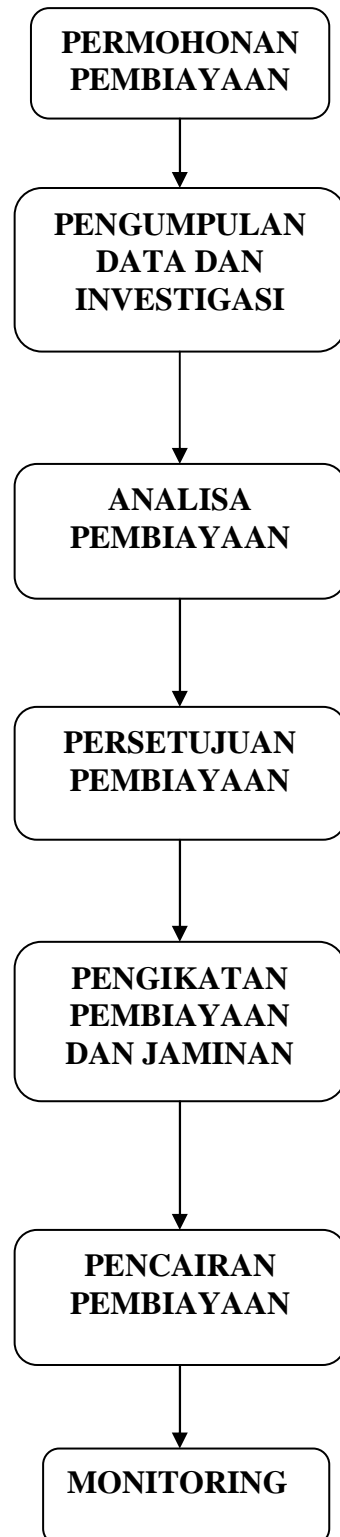 PERMOHONAN
PEMBIAYAAN
PENGUMPULAN
DATA DAN
INVESTIGASI
ANALISA
PEMBIAYAAN
PERSETUJUAN
PEMBIAYAAN
PENGIKATAN
PEMBIAYAAN
DAN JAMINAN
PENCAIRAN
PEMBIAYAAN
MONITORING